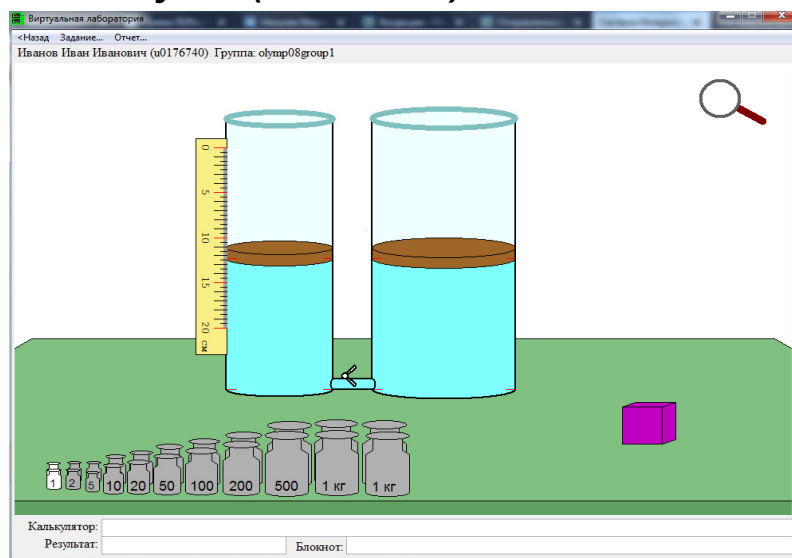 Виртуальная лаборатория
<Назад Задание... Отчет...
Иванов Иван Иванович (u0176740) Группа: olymp08group1
0
5
10
15
20
см
1 2 5 10 20 50 100 200 500 1 кг 1 кг
Калькулятор:
Результат: Блокнот: